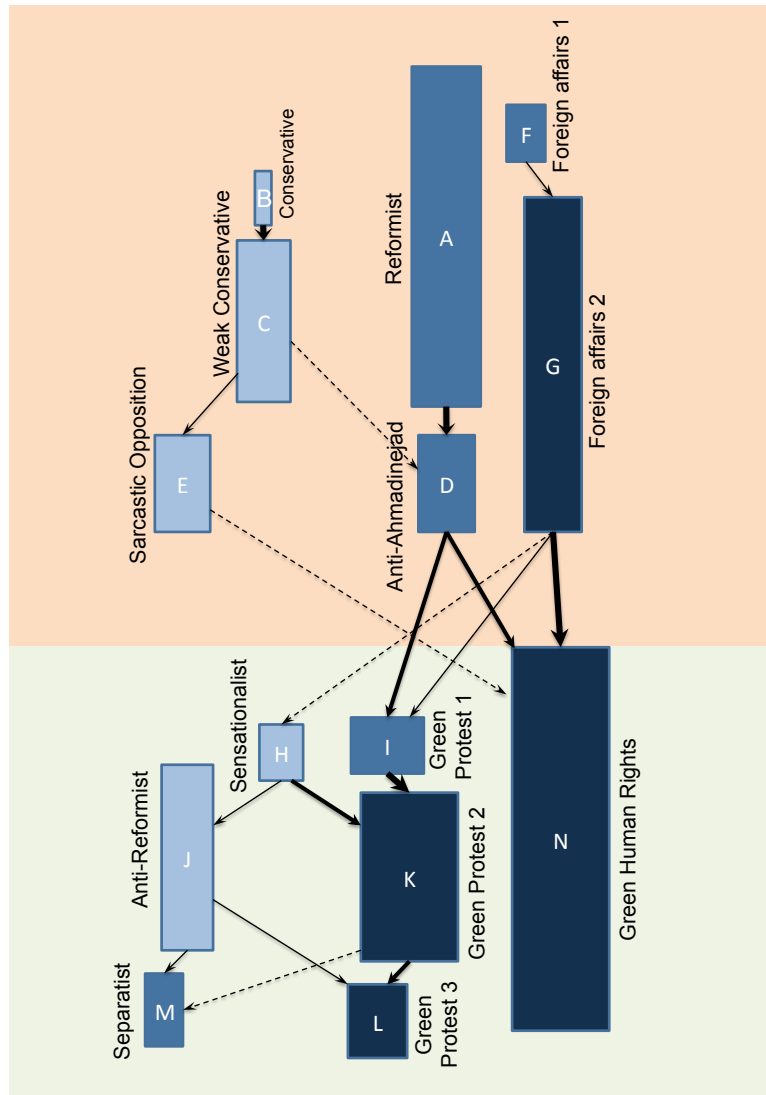 Foreign affairs 1
F
B
Conservative
Weak Conservative
C
Reformist
A
Foreign affairs 2
G
Sarcastic Opposition
E
Anti-Ahmadinejad
D
Sensationalist
H
Green
Protest 1
I
Anti-Reformist
J
Green Protest 2
K
Green Human Rights
N
Separatist
M
Green
Protest 3
L